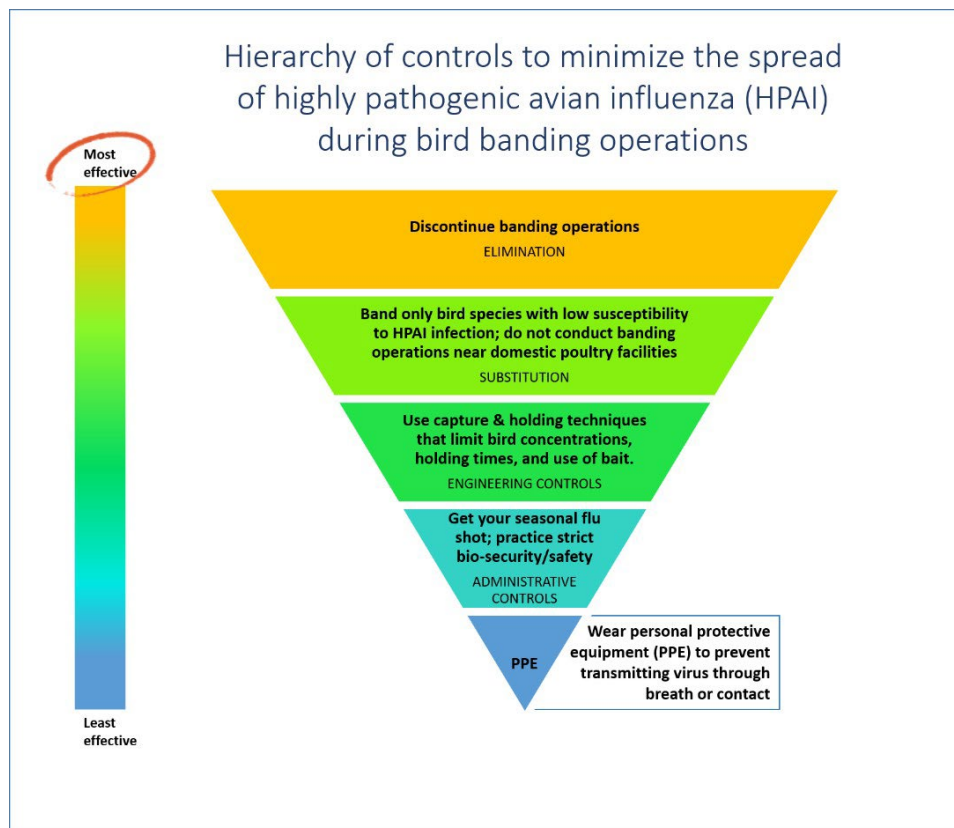 Hierarchy of controls to minimize the spread
of highly pathogenic avian influenza (HPAI)
during bird banding operations
Most
effective
Discontinue banding operations
ELIMINATION
Band only bird species with low susceptibility
to HPAI infection; do not conduct banding
operations near domestic poultry facilities
SUBSTITUTION
Use capture & holding techniques
that limit bird concentrations,
holding times, and use of bait.
ENGINEERING CONTROLS
Get your seasonal flu
shot; practice strict
bio-security/safety
ADMINISTRATIVE
CONTROLS
PPE
Wear personal protective
equipment (PPE) to prevent
transmitting virus through
breath or contact
Least
effective